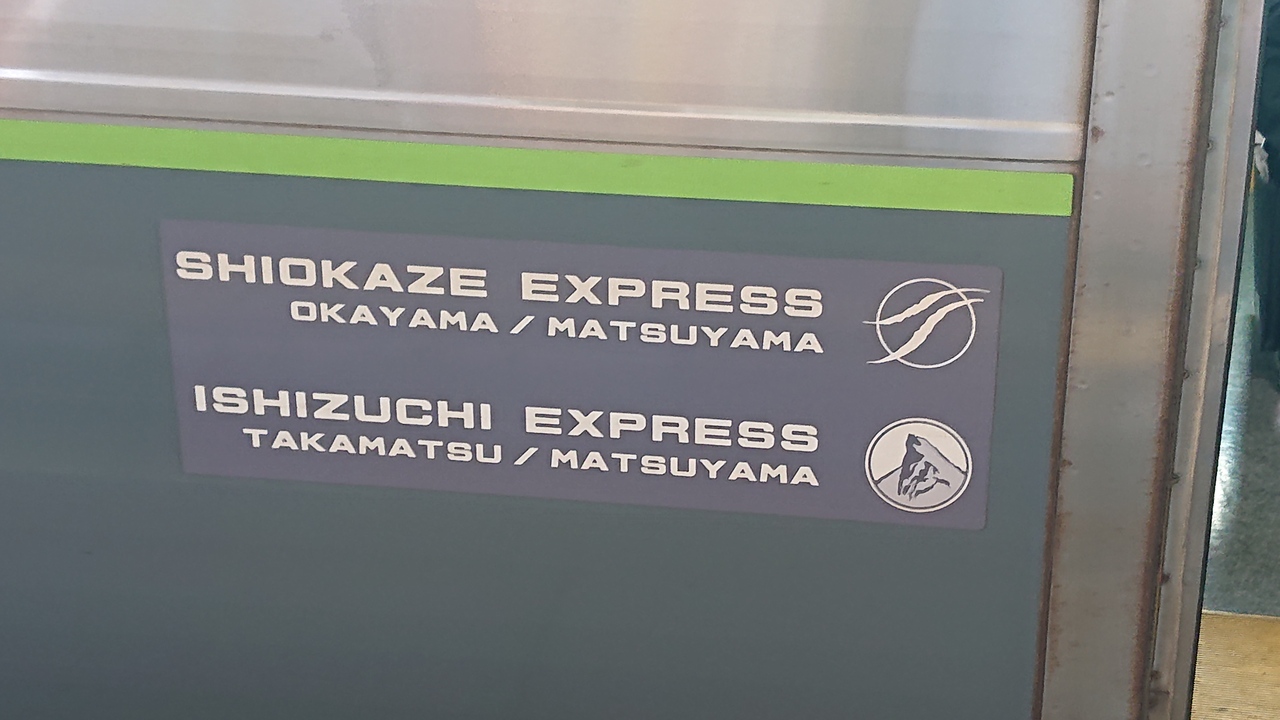 SHIOKAZE EXPRESS
OKAYAMA / MATSUYAMA
ISHIZUCHI EXPRESS
TAKAMATSU / MATSUYAMA